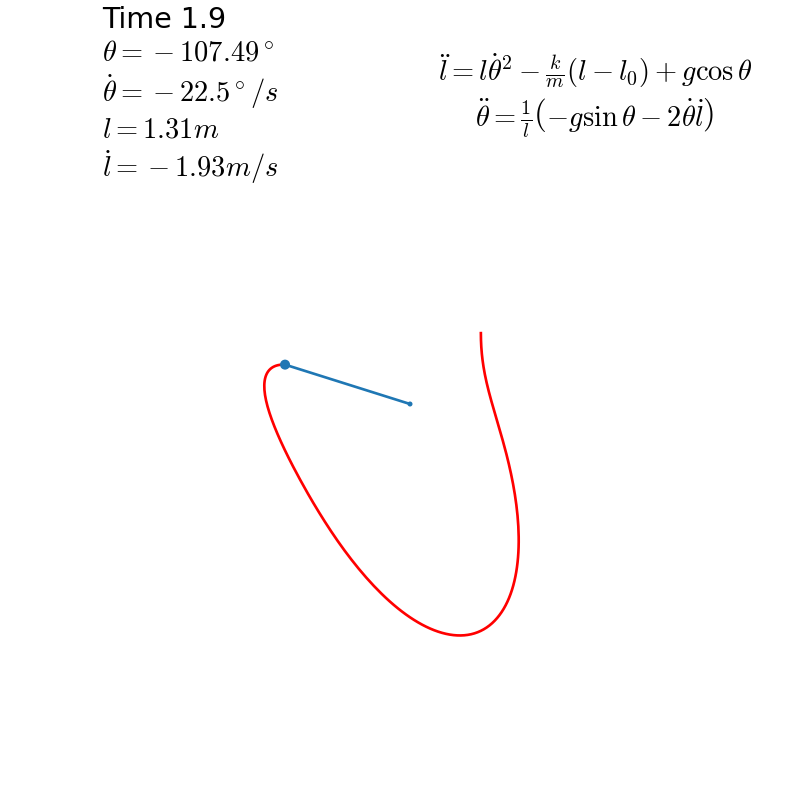 Time 1.9
θ = −107.49°
θ̇ = −22.5°/s
l = 1.31m
l̇ = −1.93m/s
l̈ = lθ̇² − k/m(l − l₀) + g cos θ
θ̈ = 1/l(−g sin θ − 2θ̇l̇)